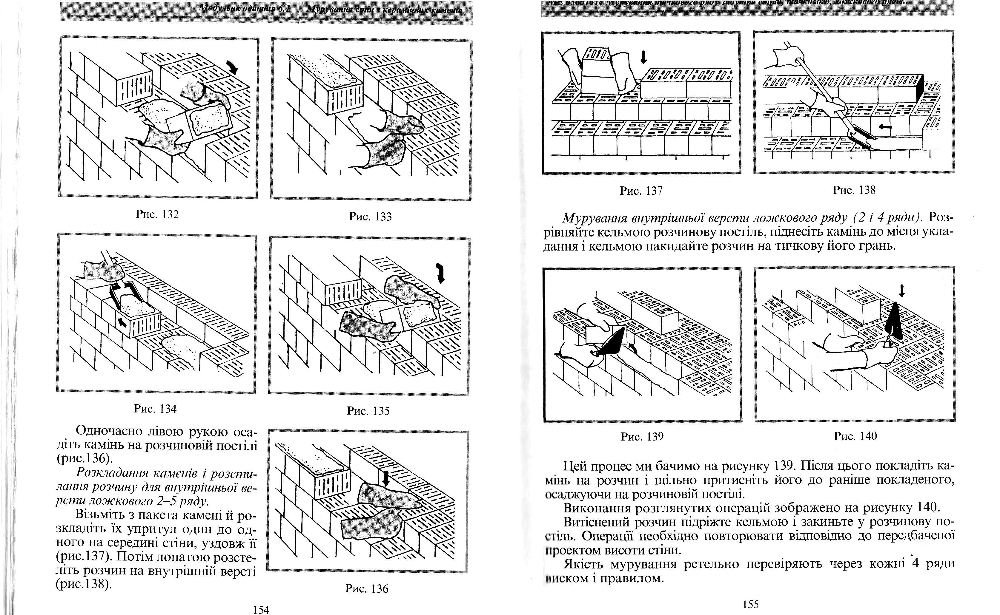 Модульна одиниця 6.1 Мурування стін з керамічних каменів
Рис. 132
Рис. 133
Рис. 134
Рис. 135
Одночасно лівою рукою оса-
діть камінь на розчиновій постілі
(рис.136).
Розкладання каменів і розсти-
лання розчину для внутрішньої ве-
рсти ложкового 2–5 ряду.
Візьміть з пакета камені й ро-
зкладіть їх упритул один до од-
ного на середині стіни, уздовж її
(рис.137). Потім лопатою розсте-
літь розчин на внутрішній версті
(рис.138).
Рис. 136
154
МЕ 03661614 Мурування тичкового ряду забутки стіни, тичкового, ложкового рядів...
Рис. 137
Рис. 138
Мурування внутрішньої версти ложкового ряду (2 і 4 ряди). Роз-
рівняйте кельмою розчинову постіль, піднесіть камінь до місця укла-
дання і кельмою накидайте розчин на тичкову його грань.
Рис. 139
Рис. 140
Цей процес ми бачимо на рисунку 139. Після цього покладіть ка-
мінь на розчин і щільно притисніть його до раніше покладеного,
осаджуючи на розчиновій постілі.
Виконання розглянутих операцій зображено на рисунку 140.
Витіснений розчин підріжте кельмою і закиньте у розчинову по-
стіль. Операції необхідно повторювати відповідно до передбаченої
проектом висоти стіни.
Якість мурування ретельно перевіряють через кожні 4 ряди
виском і правилом.
155